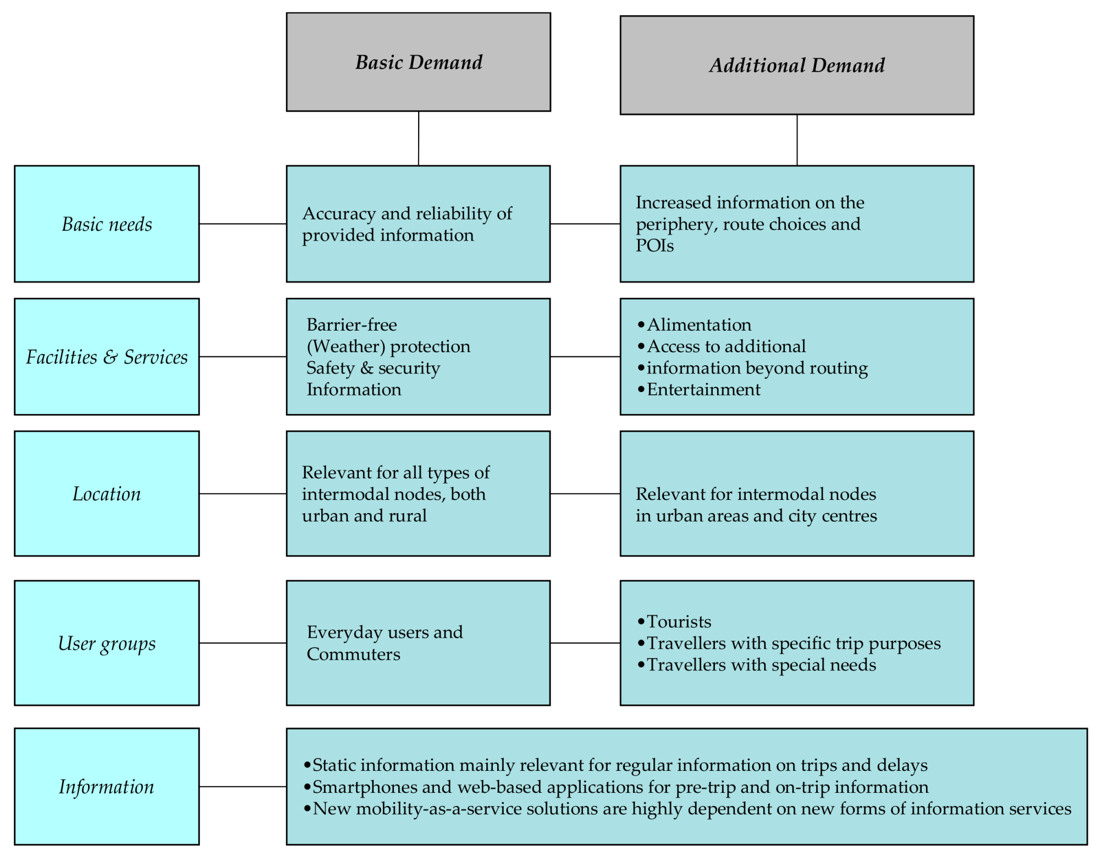 Basic Demand
Additional Demand
Basic needs
Accuracy and reliability of
provided information
Increased information on the
periphery, route choices and
POIs
Facilities & Services
Barrier-free
(Weather) protection
Safety & security
Information
•Alimentation
•Access to additional
•information beyond routing
•Entertainment
Location
Relevant for all types of
intermodal nodes, both
urban and rural
Relevant for intermodal nodes
in urban areas and city centres
User groups
Everyday users and
Commuters
•Tourists
•Travellers with specific trip purposes
•Travellers with special needs
Information
•Static information mainly relevant for regular information on trips and delays
•Smartphones and web-based applications for pre-trip and on-trip information
•New mobility-as-a-service solutions are highly dependent on new forms of information services